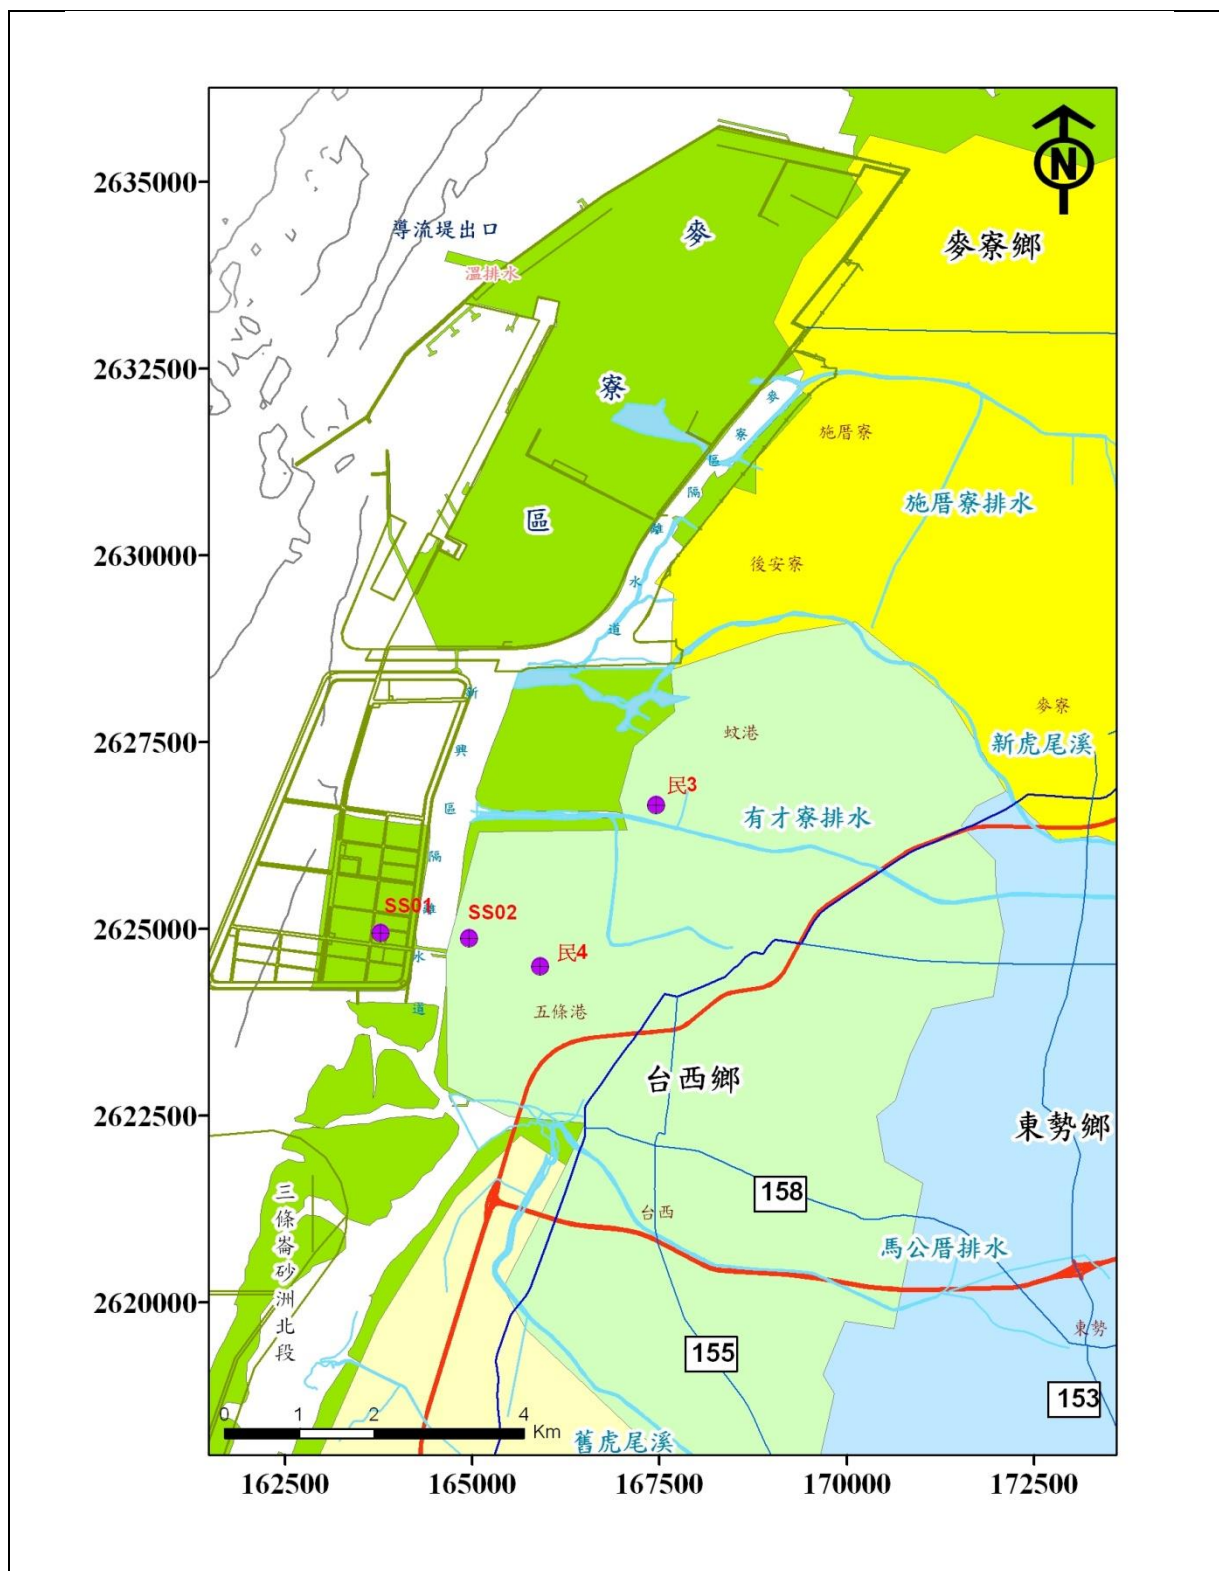 N
2635000
2632500
2630000
2627500
2625000
2622500
2620000
162500
165000
167500
170000
172500
導流堤出口
溫排水
麥寮區
麥寮鄉
麥寮區隔離水道
施厝寮
施厝寮排水
後安寮
新興區隔離水道
蚊港
麥寮
新虎尾溪
民3
有才寮排水
SS01
SS02
民4
五條港
台西鄉
東勢鄉
三條崙砂洲北段
158
台西
馬公厝排水
東勢
155
153
0 1 2 4 Km
舊虎尾溪